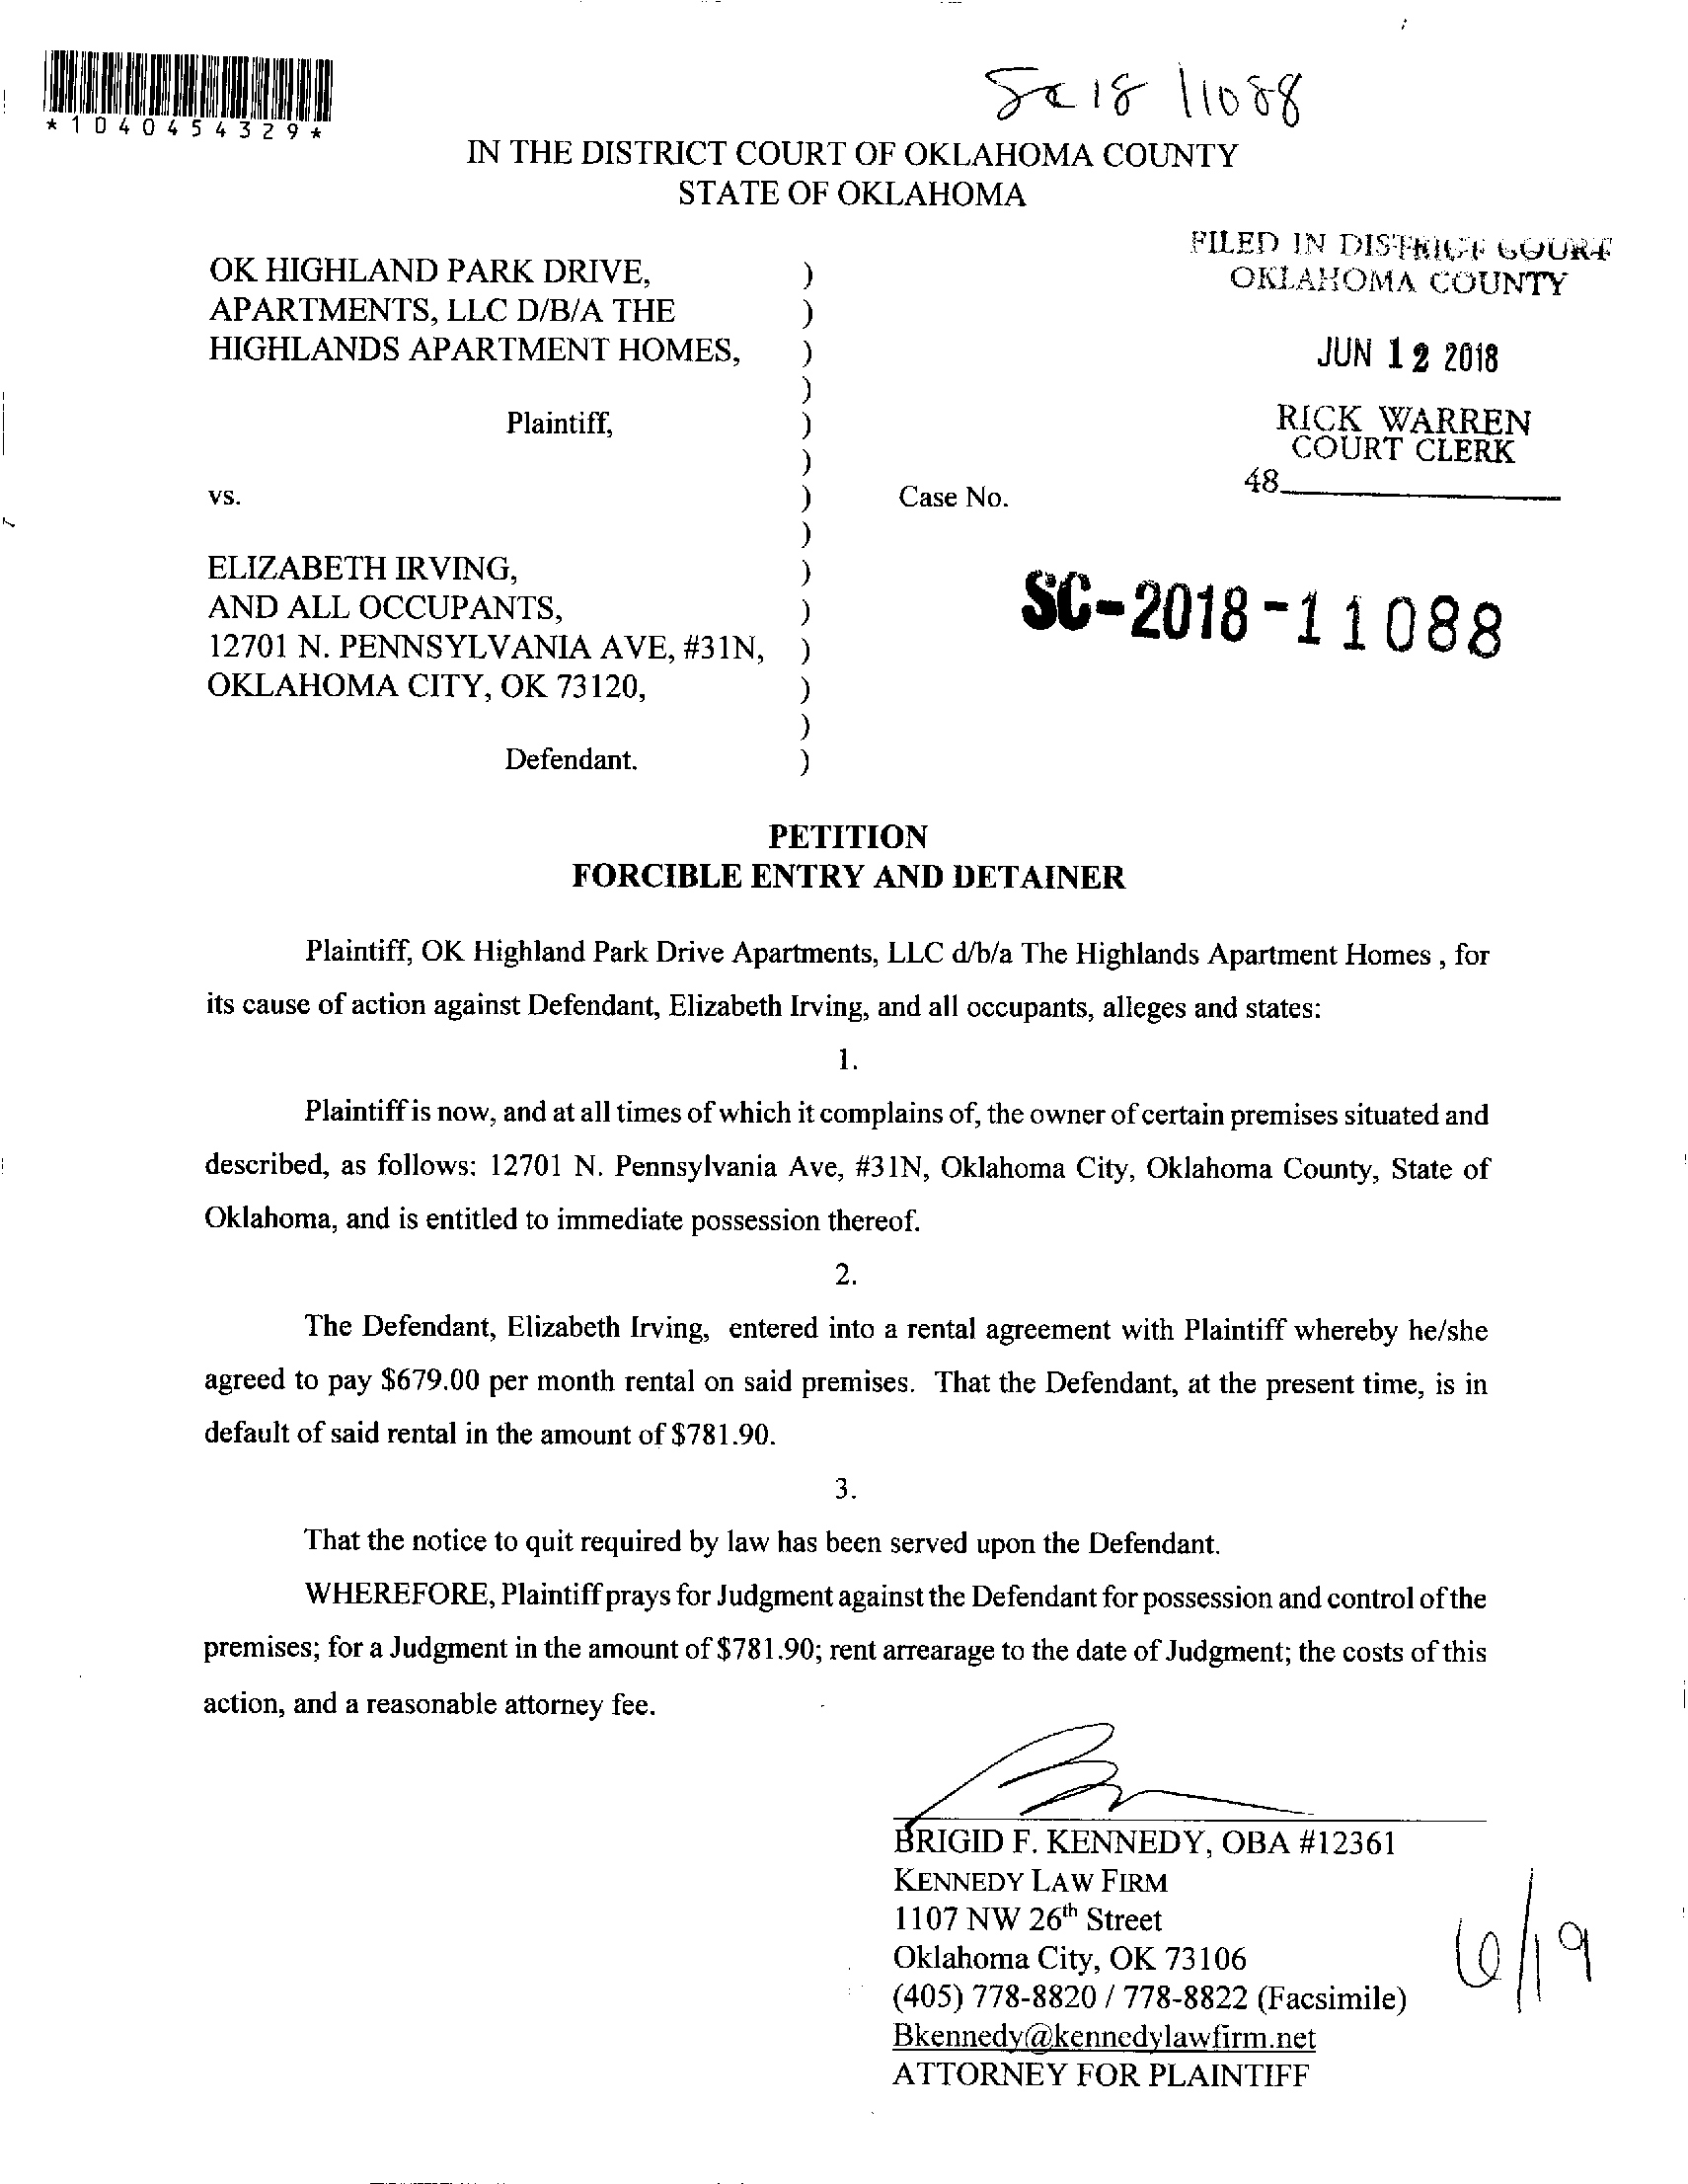 Sc 18 11088
*1040454329*
IN THE DISTRICT COURT OF OKLAHOMA COUNTY
STATE OF OKLAHOMA
FILED IN DISTRICT COURT
OKLAHOMA COUNTY
JUN 12 2018
RICK WARREN
COURT CLERK
48
OK HIGHLAND PARK DRIVE, )
APARTMENTS, LLC D/B/A THE )
HIGHLANDS APARTMENT HOMES, )
)
Plaintiff, )
)
vs. ) Case No.
)
ELIZABETH IRVING, )
AND ALL OCCUPANTS, ) SC-2018-11088
12701 N. PENNSYLVANIA AVE, #31N, )
OKLAHOMA CITY, OK 73120, )
)
Defendant. )
PETITION
FORCIBLE ENTRY AND DETAINER
Plaintiff, OK Highland Park Drive Apartments, LLC d/b/a The Highlands Apartment Homes , for
its cause of action against Defendant, Elizabeth Irving, and all occupants, alleges and states:
1.
Plaintiff is now, and at all times of which it complains of, the owner of certain premises situated and
described, as follows: 12701 N. Pennsylvania Ave, #31N, Oklahoma City, Oklahoma County, State of
Oklahoma, and is entitled to immediate possession thereof.
2.
The Defendant, Elizabeth Irving, entered into a rental agreement with Plaintiff whereby he/she
agreed to pay $679.00 per month rental on said premises. That the Defendant, at the present time, is in
default of said rental in the amount of $781.90.
3.
That the notice to quit required by law has been served upon the Defendant.
WHEREFORE, Plaintiff prays for Judgment against the Defendant for possession and control of the
premises; for a Judgment in the amount of $781.90; rent arrearage to the date of Judgment; the costs of this
action, and a reasonable attorney fee.
BRIGID F. KENNEDY, OBA #12361
KENNEDY LAW FIRM
1107 NW 26th Street
Oklahoma City, OK 73106
(405) 778-8820 / 778-8822 (Facsimile)
Bkennedy@kennedylawfirm.net
ATTORNEY FOR PLAINTIFF
6/19